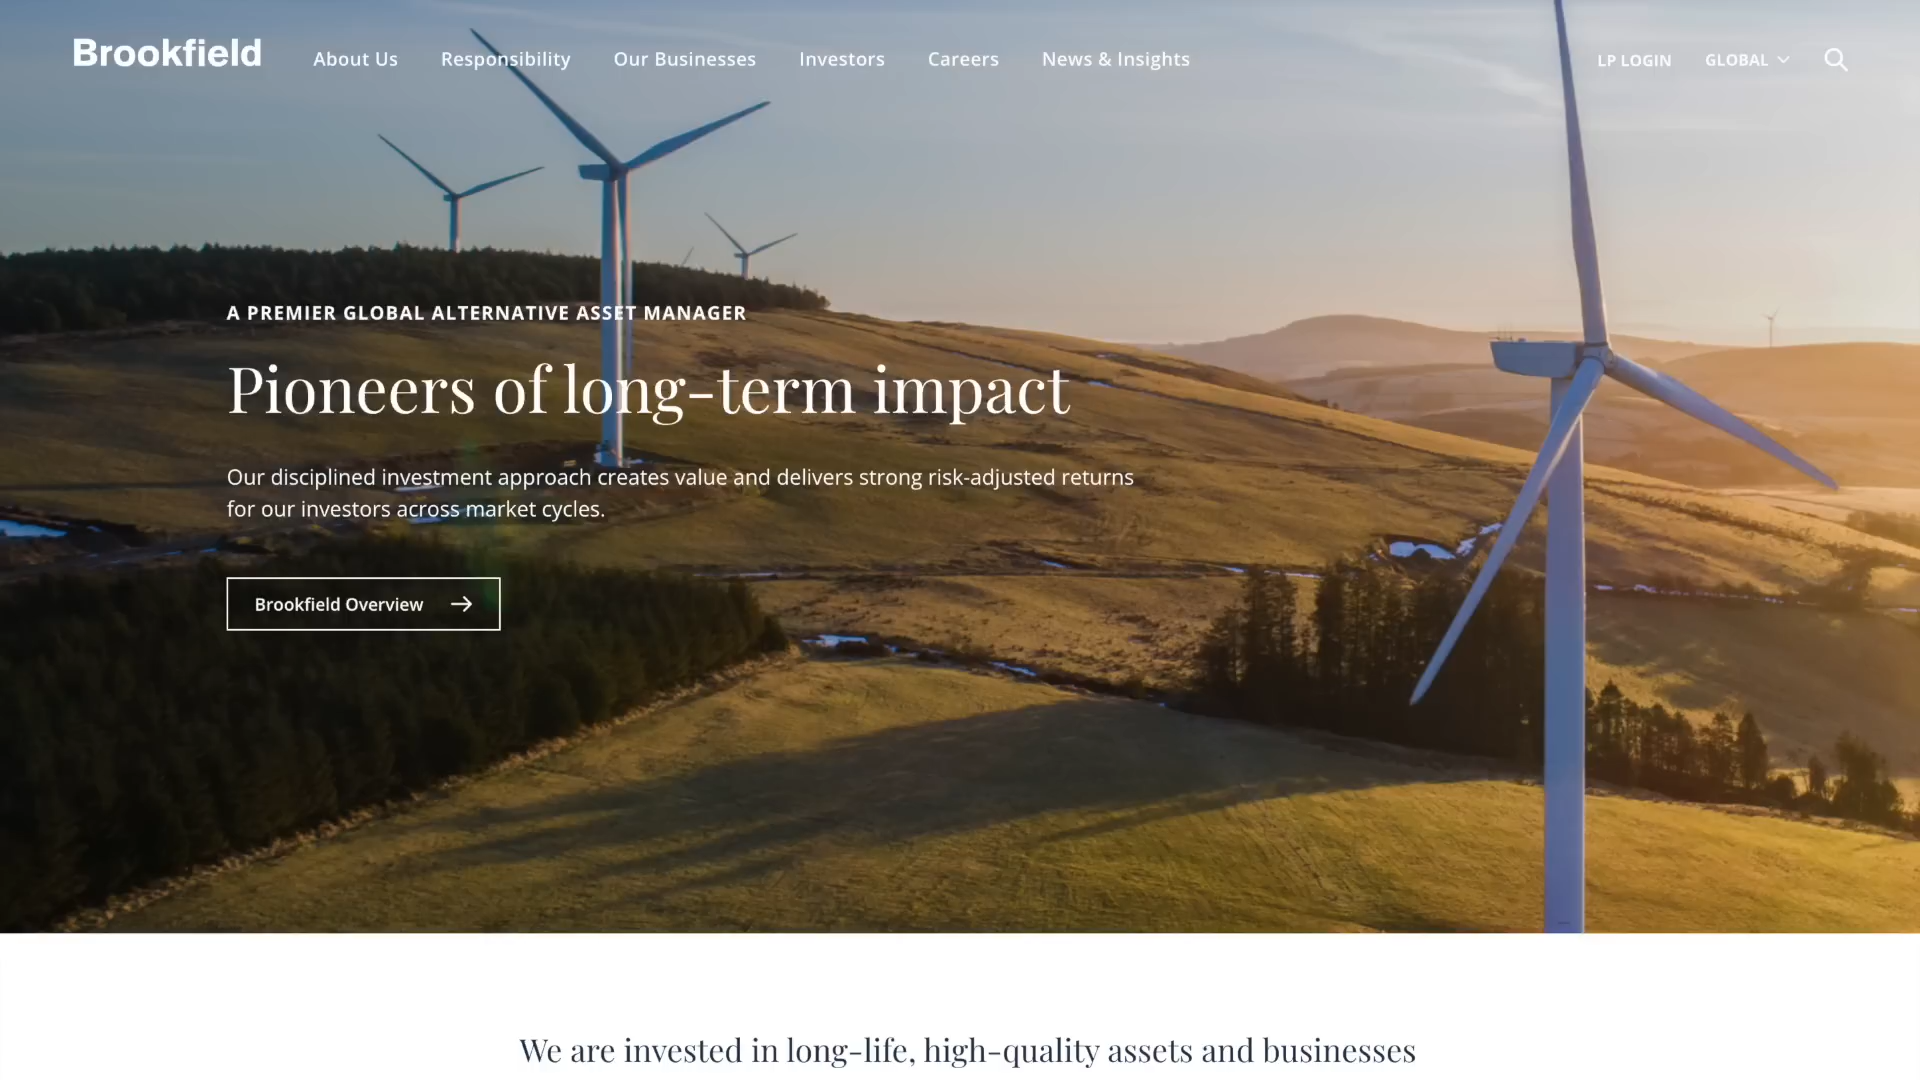 Brookfield
About Us
Responsibility
Our Businesses
Investors
Careers
News & Insights
LP LOGIN
GLOBAL
A PREMIER GLOBAL ALTERNATIVE ASSET MANAGER
Pioneers of long-term impact
Our disciplined investment approach creates value and delivers strong risk-adjusted returns
for our investors across market cycles.
Brookfield Overview
We are invested in long-life, high-quality assets and businesses